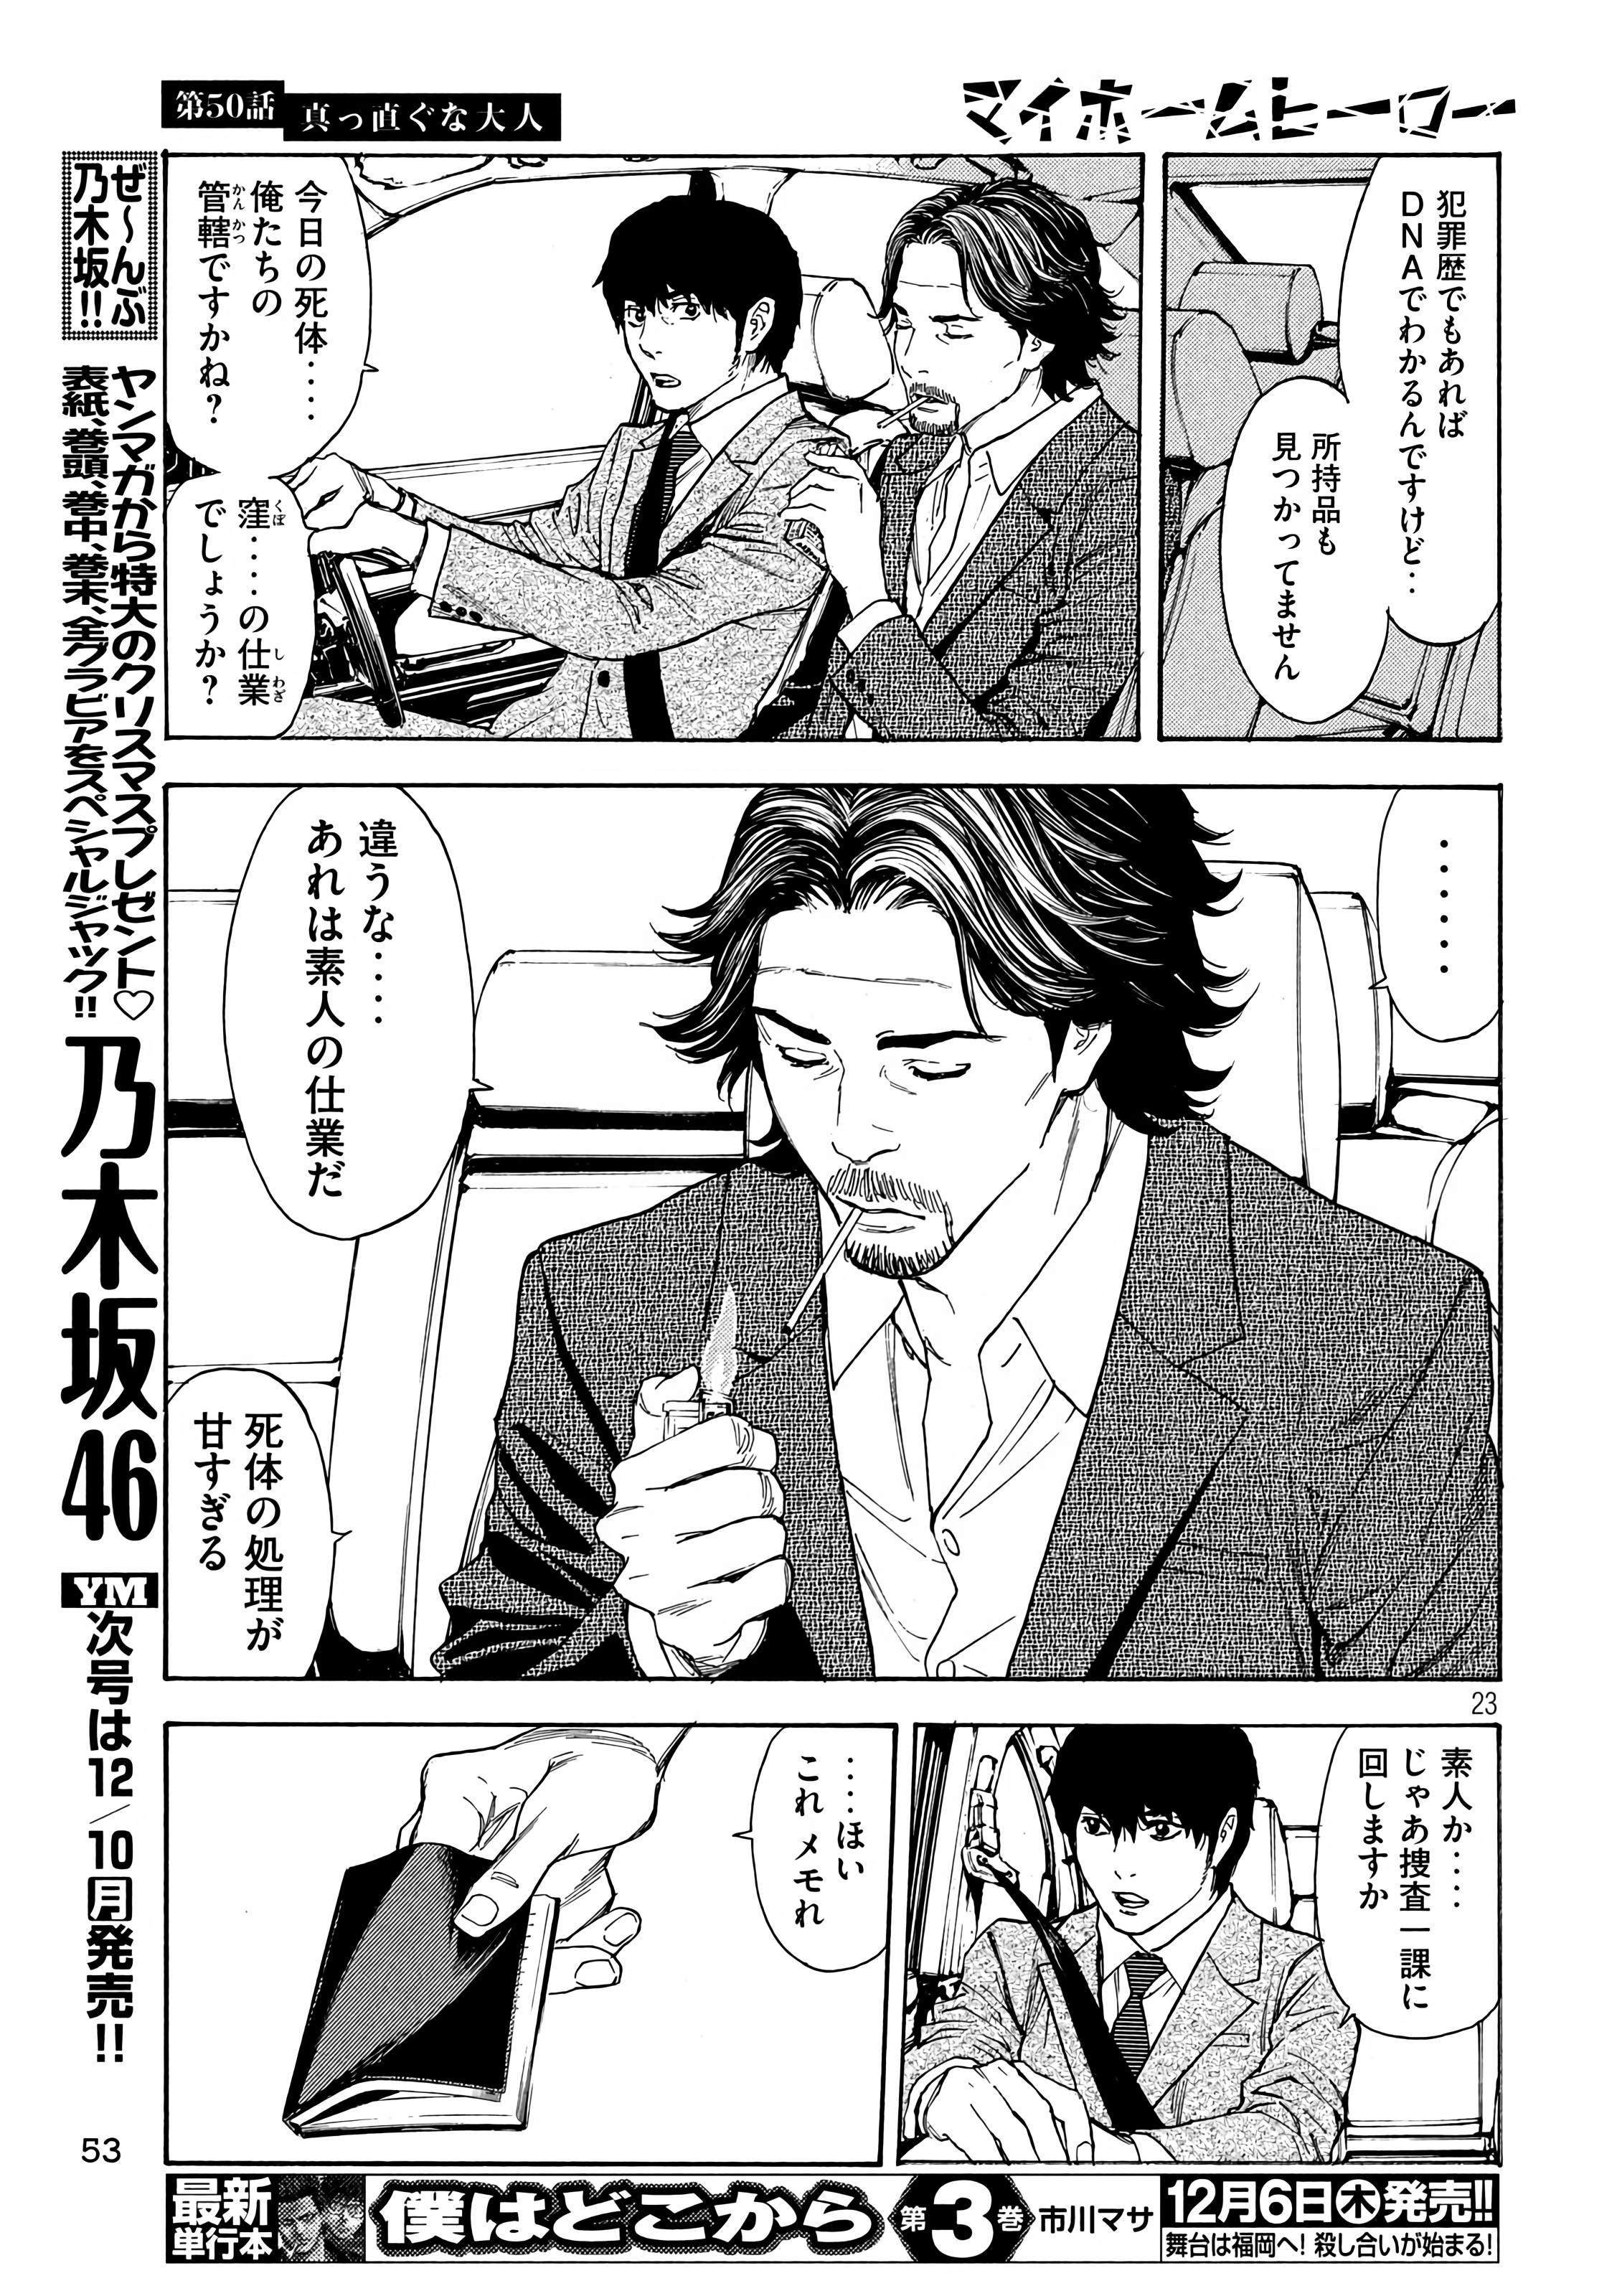 マイホームヒーロー
第50話
真っ直ぐな大人
犯罪歴でもあれば
DNAでわかるんですけど‥
所持品も
見つかってません
今日の死体‥‥
俺たちの
管轄ですかね？
かんかつ
窪‥‥の仕業
くぼ
しわざ
でしょうか？
‥‥‥
違うな‥‥
あれは素人の仕業だ
死体の処理が
甘すぎる
23
素人か‥‥
じゃあ捜査一課に
回しますか
‥‥ほい
これ メモれ
ぜ〜んぶ
乃木坂!!
ヤンマガから特大のクリスマスプレゼント♡
表紙、巻頭、巻中、巻末、全グラビアをスペシャルジャック!!
乃木坂46
YM
次号は12／10月発売!!
53
最新
単行本
僕はどこから
第3巻
市川マサ
12月6日木発売!!
舞台は福岡へ！殺し合いが始まる！